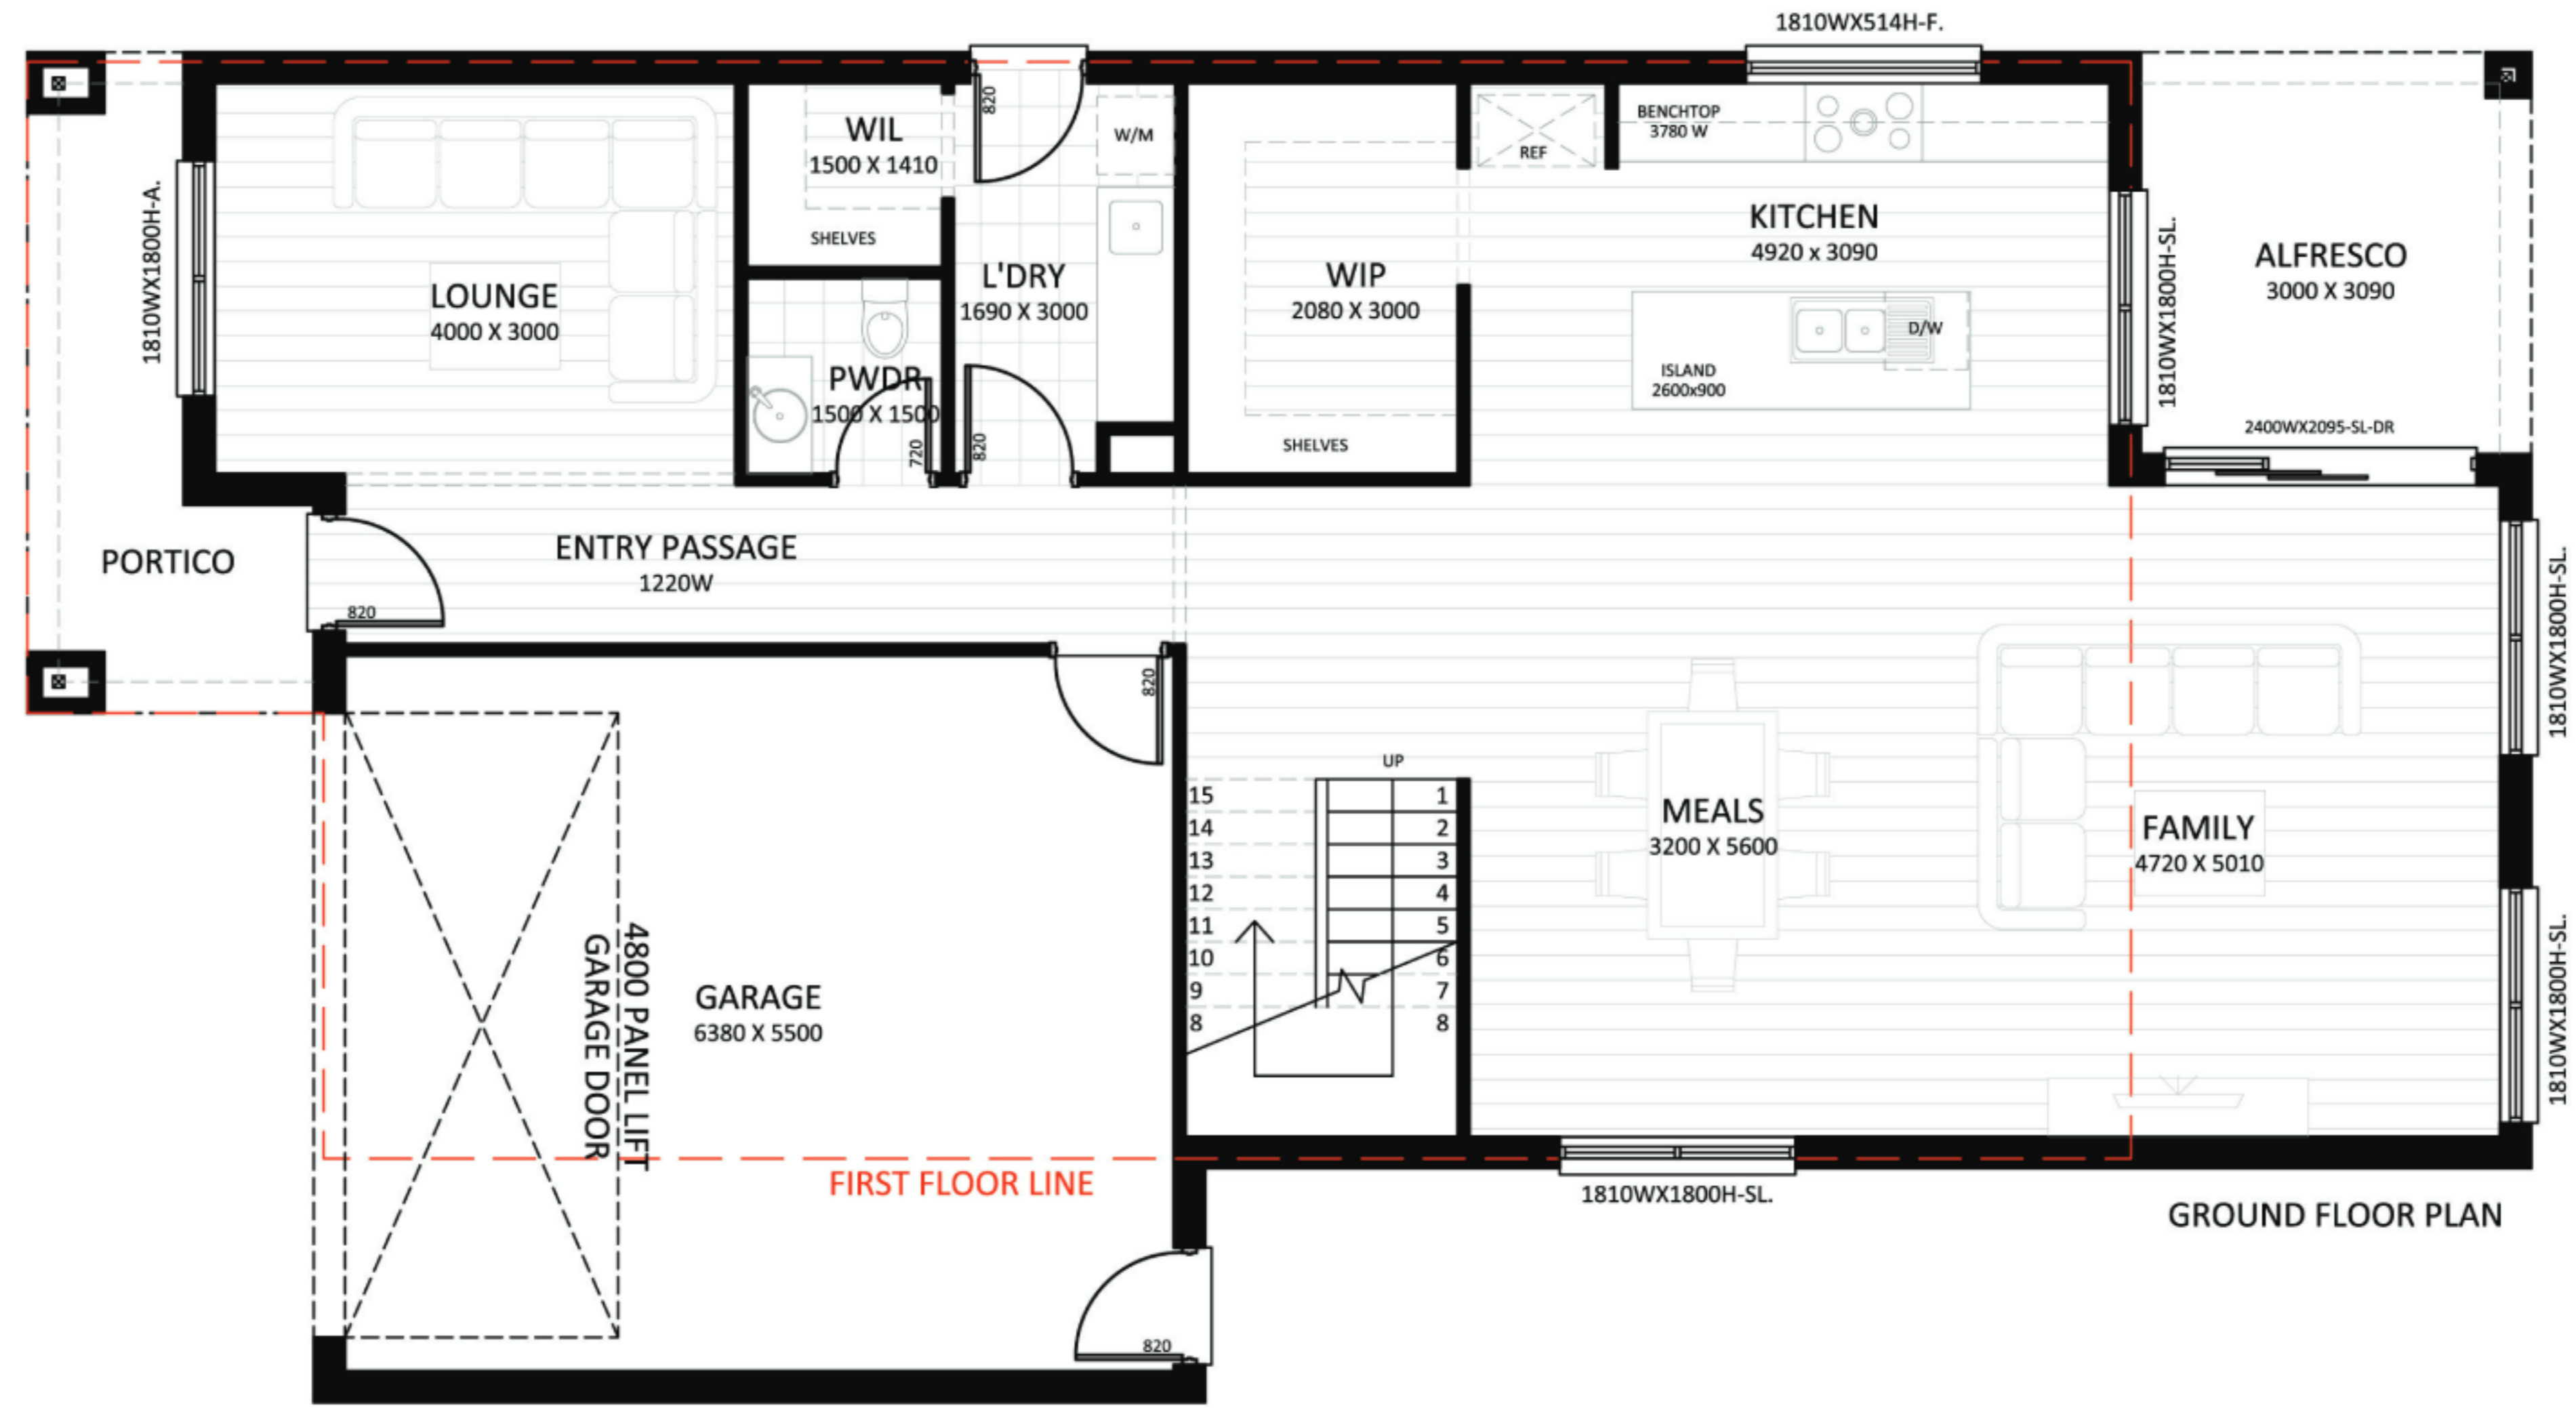 1810WX514H-F.
1810WX1800H-A.
LOUNGE
4000 X 3000
WIL
1500 X 1410
SHELVES
820
W/M
L'DRY
1690 X 3000
PWDR
1500 X 1500
720
820
WIP
2080 X 3000
SHELVES
REF
BENCHTOP
3780 W
KITCHEN
4920 x 3090
ISLAND
2600x900
D/W
1810WX1800H-SL.
ALFRESCO
3000 X 3090
2400WX2095-SL-DR
PORTICO
820
ENTRY PASSAGE
1220W
820
1810WX1800H-SL.
UP
15
14
13
12
11
10
9
8
1
2
3
4
5
6
7
8
MEALS
3200 X 5600
FAMILY
4720 X 5010
1810WX1800H-SL.
4800 PANEL LIFT
GARAGE DOOR
GARAGE
6380 X 5500
FIRST FLOOR LINE
820
1810WX1800H-SL.
GROUND FLOOR PLAN